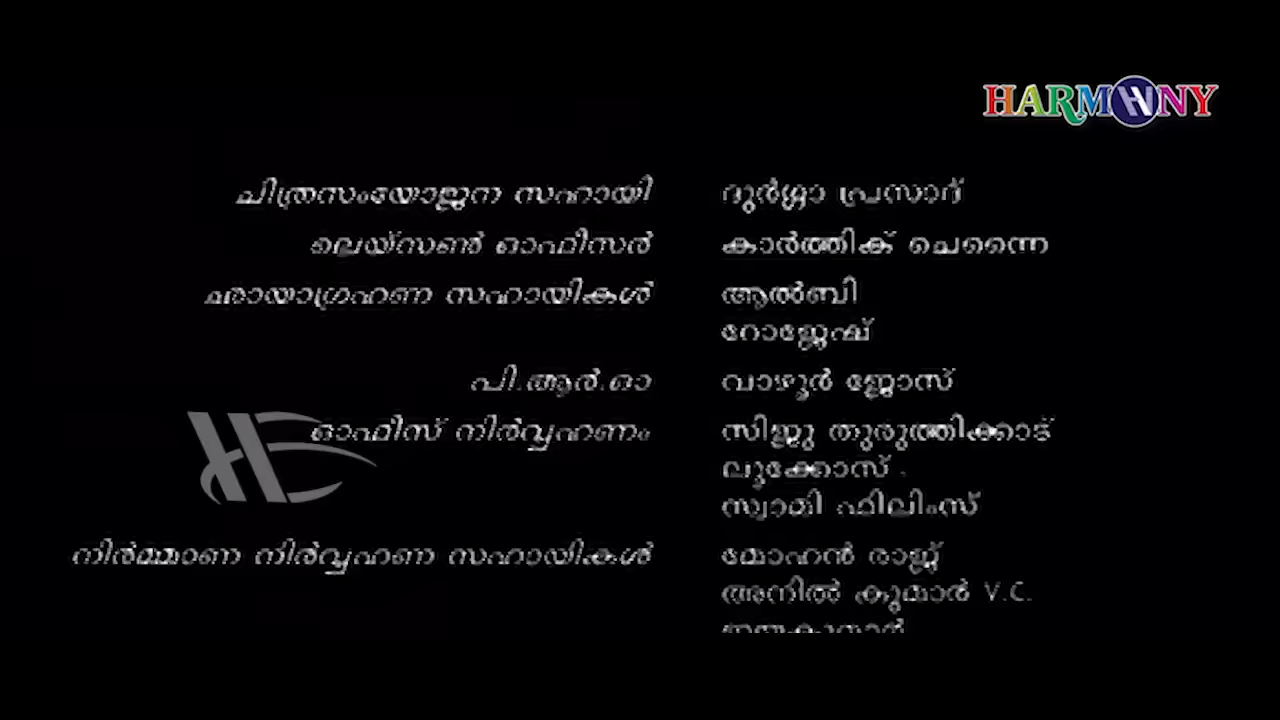 HARMONY
ചിത്രസംയോജന സഹായി ദുർഗ്ഗാ പ്രസാദ്
ലെയ്സൺ ഓഫീസർ കാർത്തിക് ചെന്നൈ
ഛായാഗ്രഹണ സഹായികൾ ആൽബി
റോജേഷ്
പി.ആർ.ഓ വാഴൂർ ജോസ്
ഓഫീസ് നിർവ്വഹണം സിജു തുരുത്തിക്കാട്
ലൂക്കോസ്
സ്വാമി ഫിലിംസ്
നിർമ്മാണ നിർവ്വഹണ സഹായികൾ മോഹൻ രാജ്
അനിൽ കുമാർ V.C.